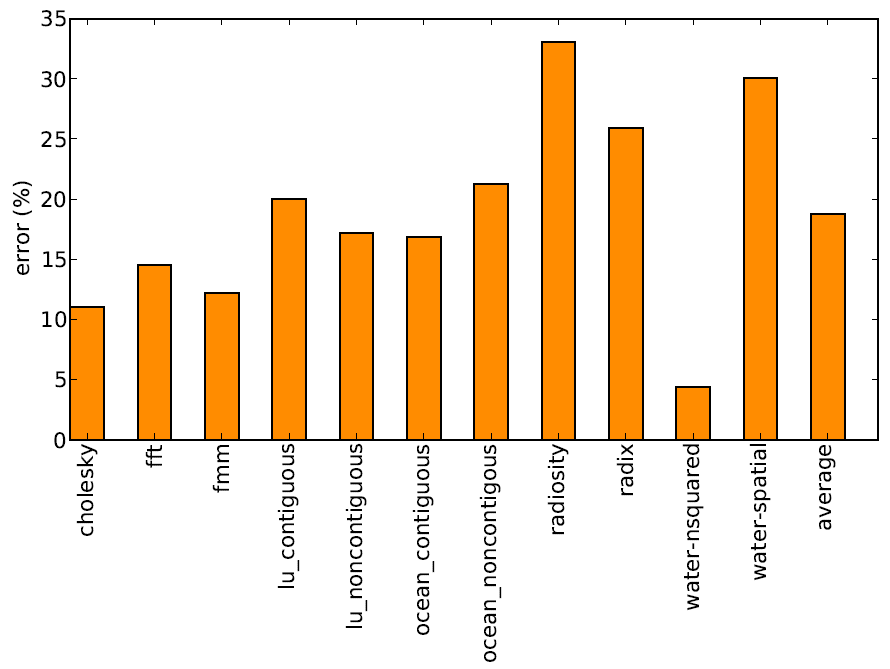 35
30
25
20
15
10
5
0
error (%)
cholesky
fft
fmm
lu_contiguous
lu_noncontiguous
ocean_contiguous
ocean_noncontigous
radiosity
radix
water-nsquared
water-spatial
average